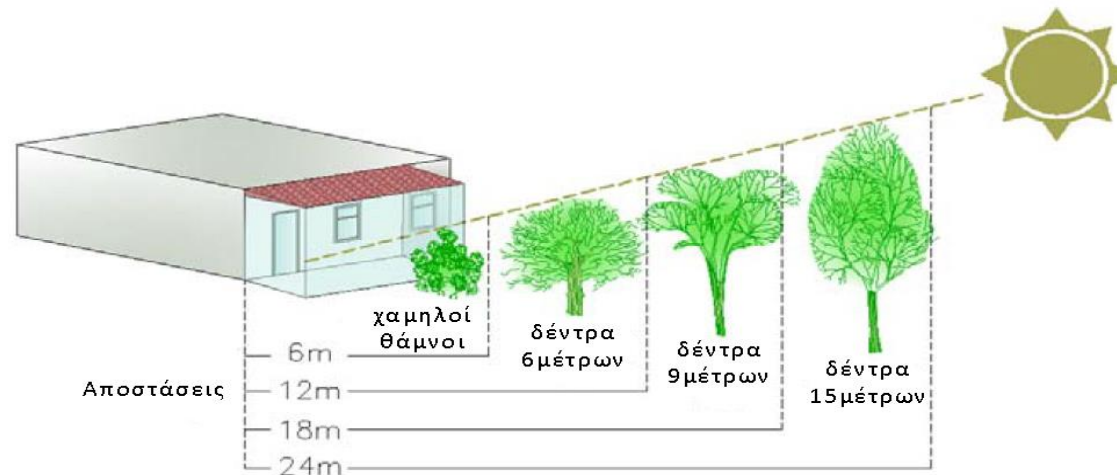 χαμηλοί
θάμνοι
δέντρα
6μέτρων
δέντρα
9μέτρων
δέντρα
15μέτρων
Αποστάσεις
6m
12m
18m
24m